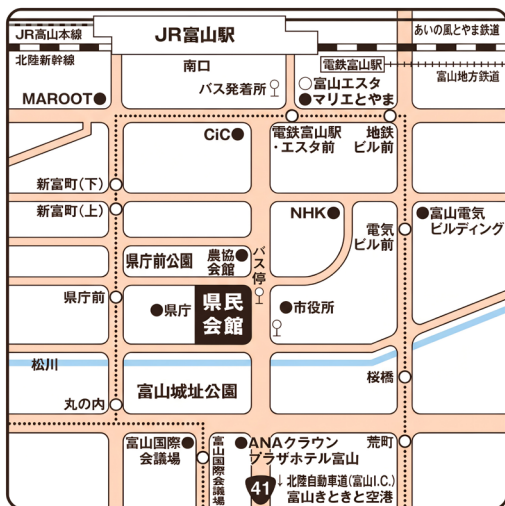 JR富山駅
JR高山本線
あいの風とやま鉄道
北陸新幹線
南口
電鉄富山駅
富山地方鉄道
バス発着所
○富山エスタ
MAROOT●
●マリエとやま
CiC●
電鉄富山駅
・エスタ前
地鉄
ビル前
新富町(下)
新富町(上)
NHK●
●富山電気
ビルディング
電気
ビル前
県庁前公園
農協●
会館
バス停
県庁前
●県庁
県民
会館
●市役所
松川
富山城址公園
桜橋
丸の内
富山国際●
会議場
富山国際会議場
●ANAクラウン
プラザホテル富山
荒町
41
↓北陸自動車道(富山I.C.)
富山きときと空港